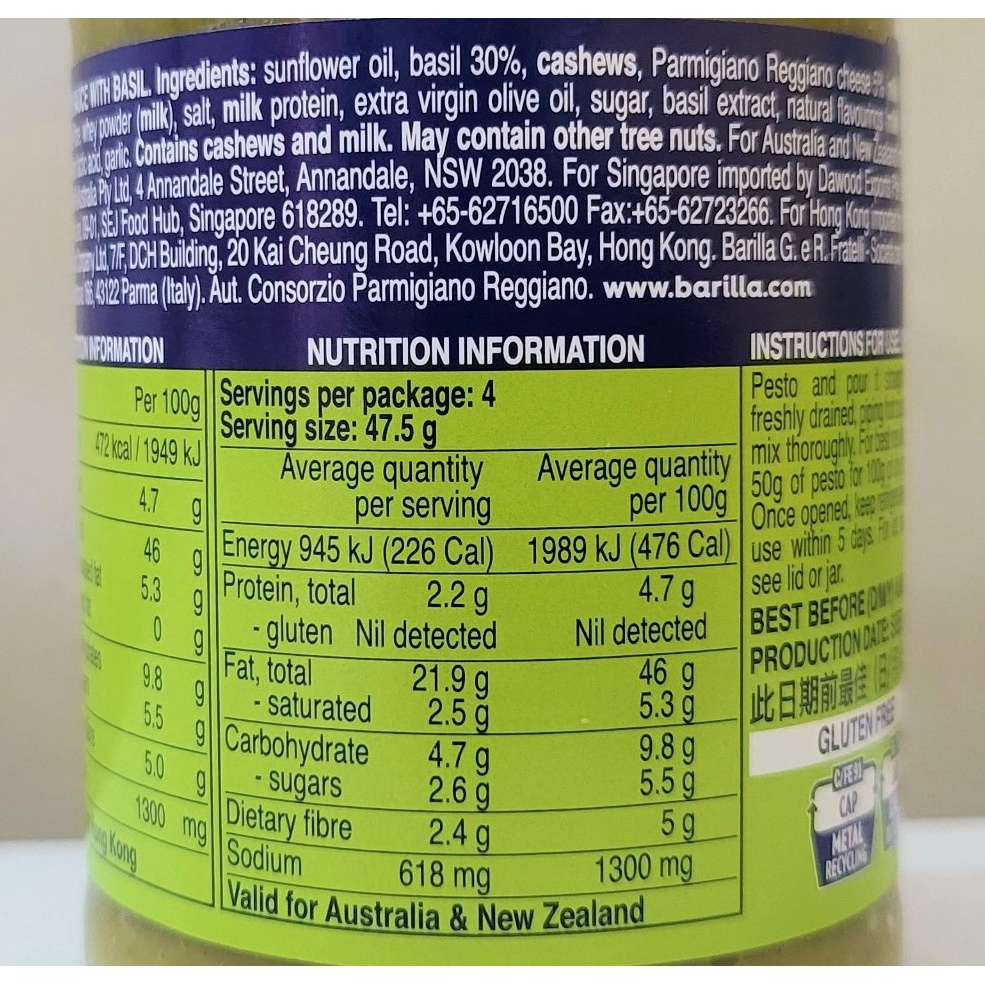 WITH BASIL. Ingredients: sunflower oil, basil 30%, cashews, Parmigiano Reggiano cheese
whey powder (milk), salt, milk protein, extra virgin olive oil, sugar, basil extract, natural
acid, garlic. Contains cashews and milk. May contain other tree nuts. For Australia and New
Pty Ltd, 4 Annandale Street, Annandale, NSW 2038. For Singapore imported by Dawood
SEJ Food Hub, Singapore 618289. Tel: +65-62716500 Fax:+65-62723266. For Hong Kong
Ltd, 7/F, DCH Building, 20 Kai Cheung Road, Kowloon Bay, Hong Kong. Barilla G. e R. Fratelli -
43122 Parma (Italy). Aut. Consorzio Parmigiano Reggiano. www.barilla.com
INFORMATION
Per 100g
472 kcal / 1949 kJ
4.7 g
46 g
5.3 g
0 g
9.8 g
5.5 g
5.0 g
1300 mg
Kong
NUTRITION INFORMATION
Servings per package: 4
Serving size: 47.5 g
Average quantity per serving Average quantity per 100g
Energy 945 kJ (226 Cal) 1989 kJ (476 Cal)
Protein, total 2.2 g 4.7 g
- gluten Nil detected Nil detected
Fat, total 21.9 g 46 g
- saturated 2.5 g 5.3 g
Carbohydrate 4.7 g 9.8 g
- sugars 2.6 g 5.5 g
Dietary fibre 2.4 g 5 g
Sodium 618 mg 1300 mg
Valid for Australia & New Zealand
INSTRUCTIONS FOR USE:
Pesto and pour it
freshly drained, piping
mix thoroughly. For best
50g of pesto for 100g
Once opened, keep
use within 5 days. For
see lid or jar.
BEST BEFORE
PRODUCTION DATE:
此日期前最佳
GLUTEN FREE
C/FE 91
CAP
METAL
RECYCLING